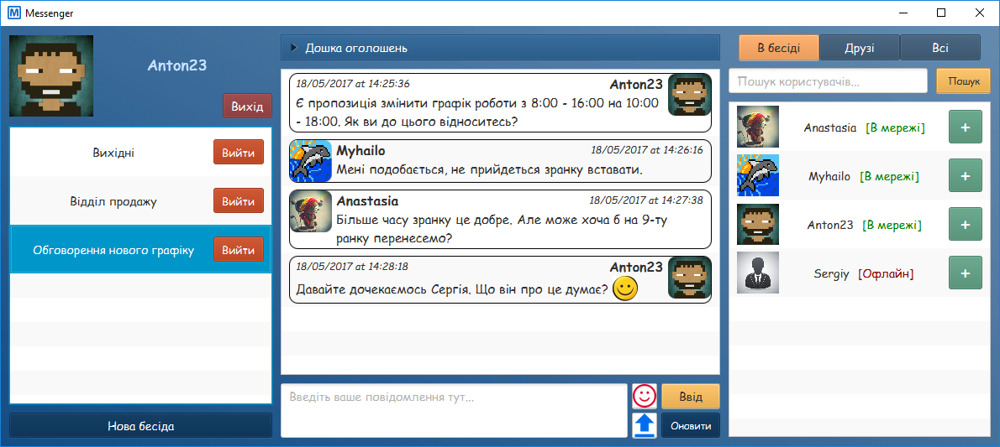 M Messenger
Anton23
Вихід
Вихідні Вийти
Відділ продажу Вийти
Обговорення нового графіку Вийти
Нова бесіда
Дошка оголошень
18/05/2017 at 14:25:36 Anton23
Є пропозиція змінити графік роботи з 8:00 - 16:00 на 10:00
- 18:00. Як ви до цього відноситесь?
Myhailo 18/05/2017 at 14:26:16
Мені подобається, не прийдеться зранку вставати.
Anastasia 18/05/2017 at 14:27:38
Більше часу зранку це добре. Але може хоча б на 9-ту
ранку перенесемо?
18/05/2017 at 14:28:18 Anton23
Давайте дочекаємось Сергія. Що він про це думає?
Введіть ваше повідомлення тут...
Ввід
Оновити
В бесіді Друзі Всі
Пошук користувачів... Пошук
Anastasia [В мережі] +
Myhailo [В мережі] +
Anton23 [В мережі] +
Sergiy [Офлайн] +